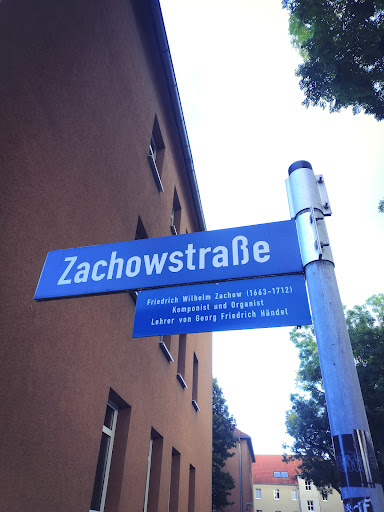 Zachowstraße
Friedrich Wilhelm Zachow (1663-1712)
Komponist und Organist
Lehrer von Georg Friedrich Händel